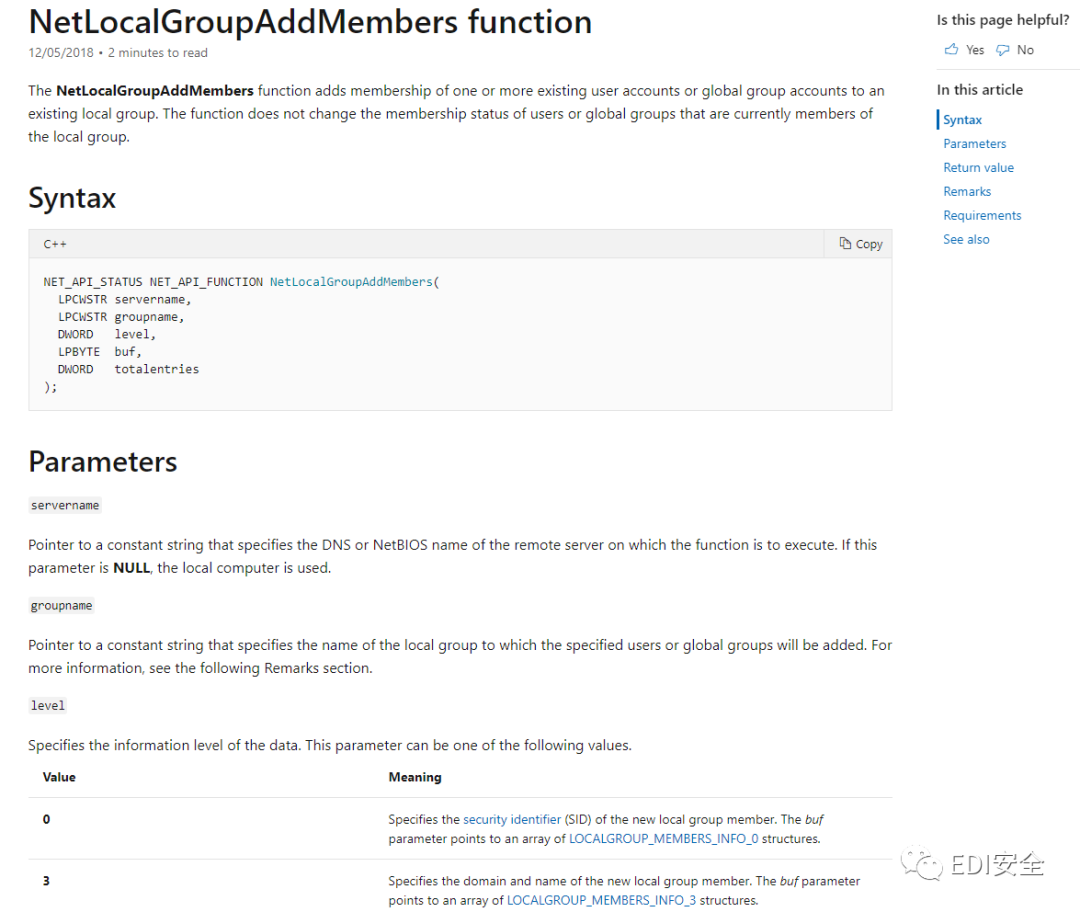 NetLocalGroupAddMembers function
12/05/2018 • 2 minutes to read
The NetLocalGroupAddMembers function adds membership of one or more existing user accounts or global group accounts to an
existing local group. The function does not change the membership status of users or global groups that are currently members of
the local group.
Syntax
C++
Copy
NET_API_STATUS NET_API_FUNCTION NetLocalGroupAddMembers(
LPCWSTR servername,
LPCWSTR groupname,
DWORD level,
LPBYTE buf,
DWORD totalentries
);
Parameters
servername
Pointer to a constant string that specifies the DNS or NetBIOS name of the remote server on which the function is to execute. If this
parameter is NULL, the local computer is used.
groupname
Pointer to a constant string that specifies the name of the local group to which the specified users or global groups will be added. For
more information, see the following Remarks section.
level
Specifies the information level of the data. This parameter can be one of the following values.
Value Meaning
0 Specifies the security identifier (SID) of the new local group member. The buf
parameter points to an array of LOCALGROUP_MEMBERS_INFO_0 structures.
3 Specifies the domain and name of the new local group member. The buf parameter
points to an array of LOCALGROUP_MEMBERS_INFO_3 structures.
Is this page helpful?
Yes No
In this article
Syntax
Parameters
Return value
Remarks
Requirements
See also
EDI安全